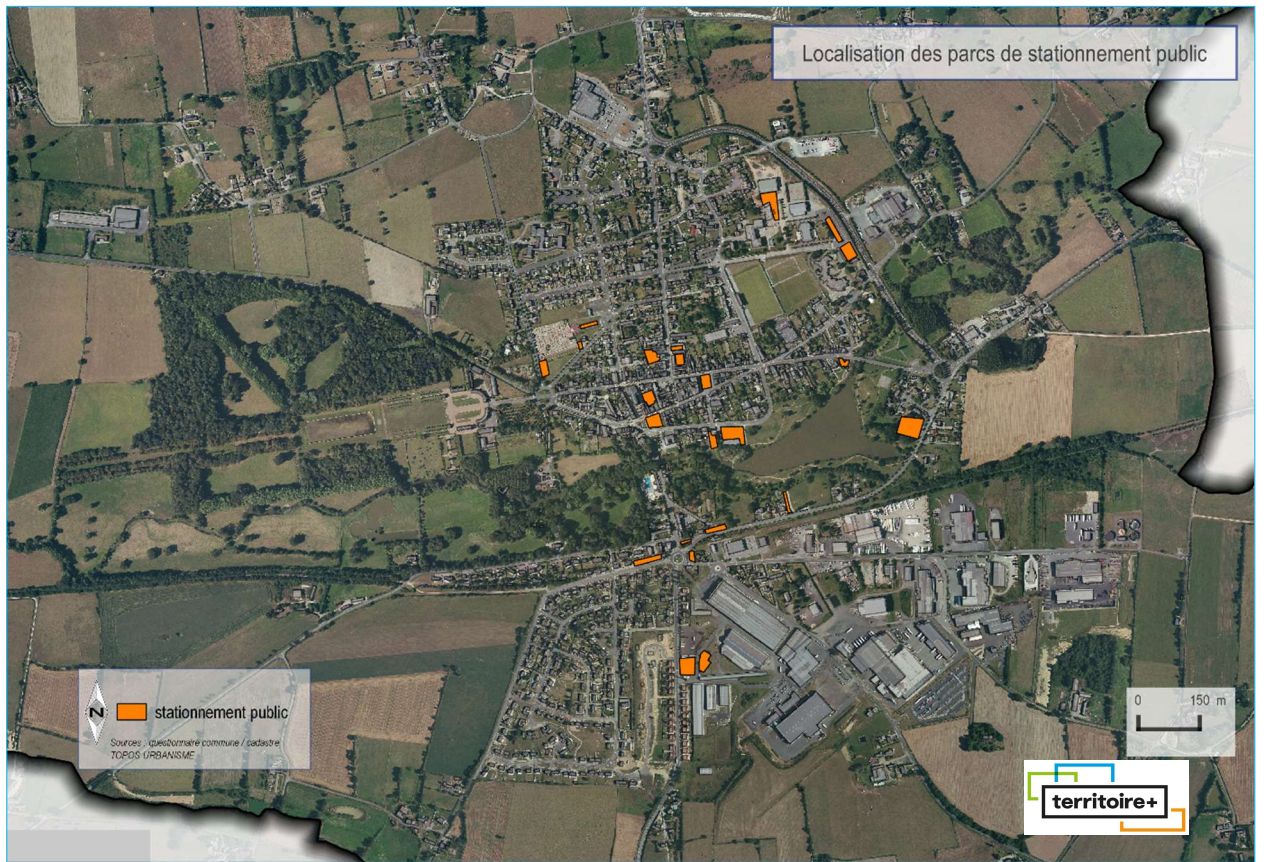 Localisation des parcs de stationnement public
N
stationnement public
Sources : questionnaire commune / cadastre
TOPOS URBANISME
0 150 m
territoire+